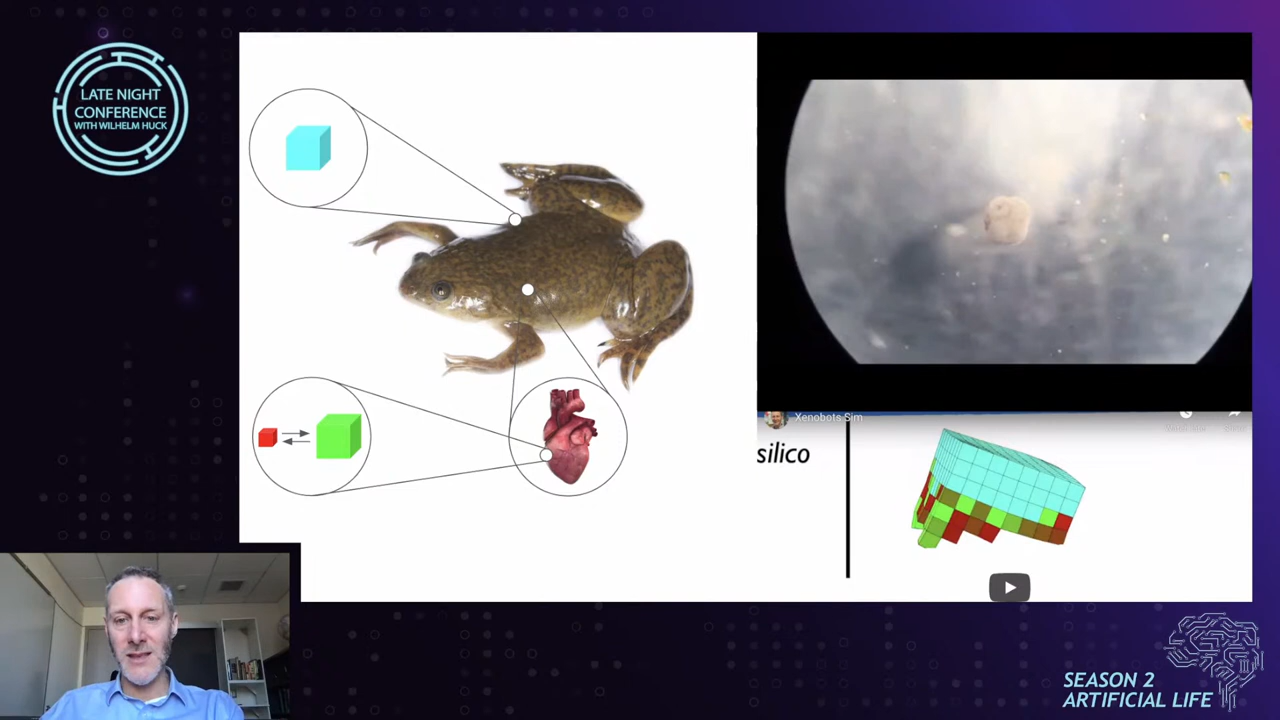 LATE NIGHT
CONFERENCE
WITH WILHELM HUCK
Xenobots Sim
silico
SEASON 2
ARTIFICIAL LIFE